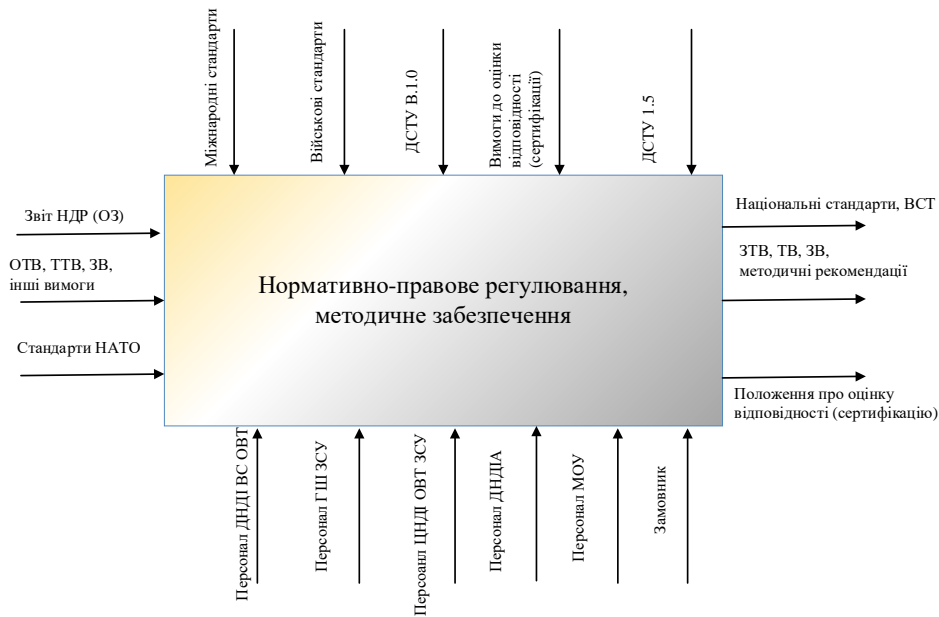 Міжнародні стандарти
Військові стандарти
ДСТУ В.1.0
Вимоги до оцінки
відповідності
(сертифікації)
ДСТУ 1.5
Звіт НДР (ОЗ)
ОТВ, ТТВ, ЗВ,
інші вимоги
Стандарти НАТО
Нормативно-правове регулювання,
методичне забезпечення
Національні стандарти, ВСТ
ЗТВ, ТВ, ЗВ,
методичні рекомендації
Положення про оцінку
відповідності (сертифікацію)
Персонал ДНДІ ВС ОВТ
Персонал Г Ш ЗСУ
Персоанл ЦНДІ ОВТ ЗСУ
Персонал ДНДІА
Персонал МОУ
Замовник